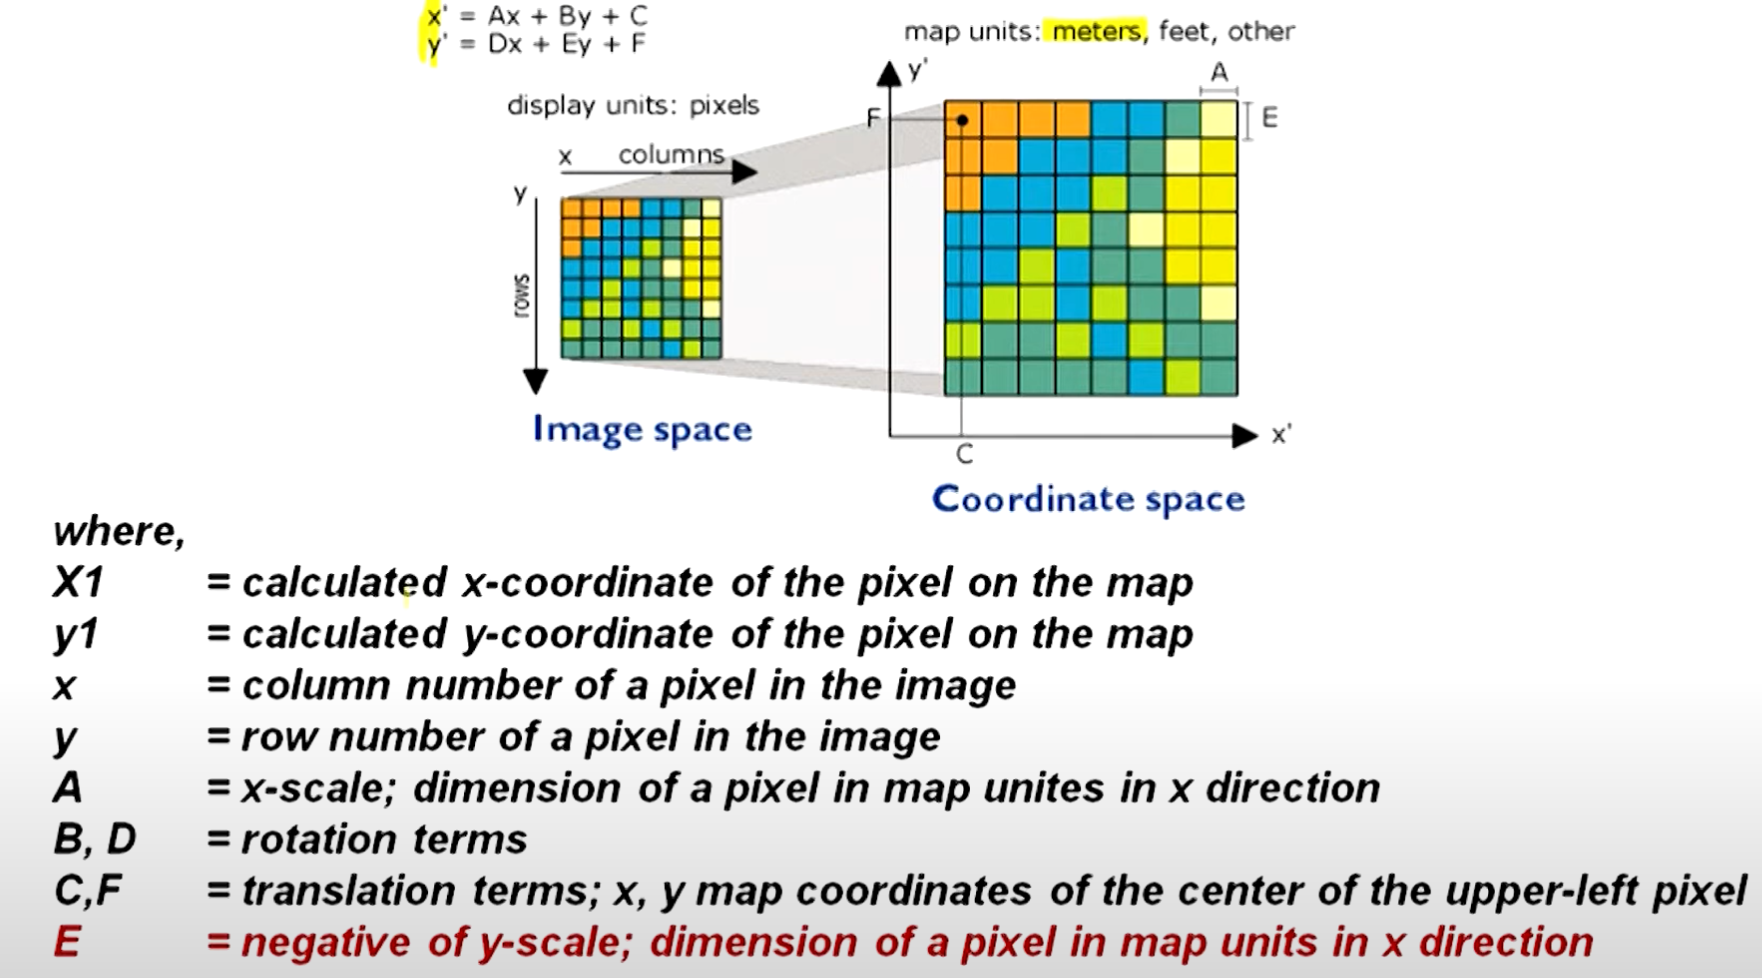 x' = Ax + By + C
y' = Dx + Ey + F
map units: meters, feet, other
display units: pixels
x columns
y
rows
Image space
y'
A
F
E
x'
C
Coordinate space
where,
X1 = calculated x-coordinate of the pixel on the map
y1 = calculated y-coordinate of the pixel on the map
x = column number of a pixel in the image
y = row number of a pixel in the image
A = x-scale; dimension of a pixel in map unites in x direction
B, D = rotation terms
C,F = translation terms; x, y map coordinates of the center of the upper-left pixel
E = negative of y-scale; dimension of a pixel in map units in x direction